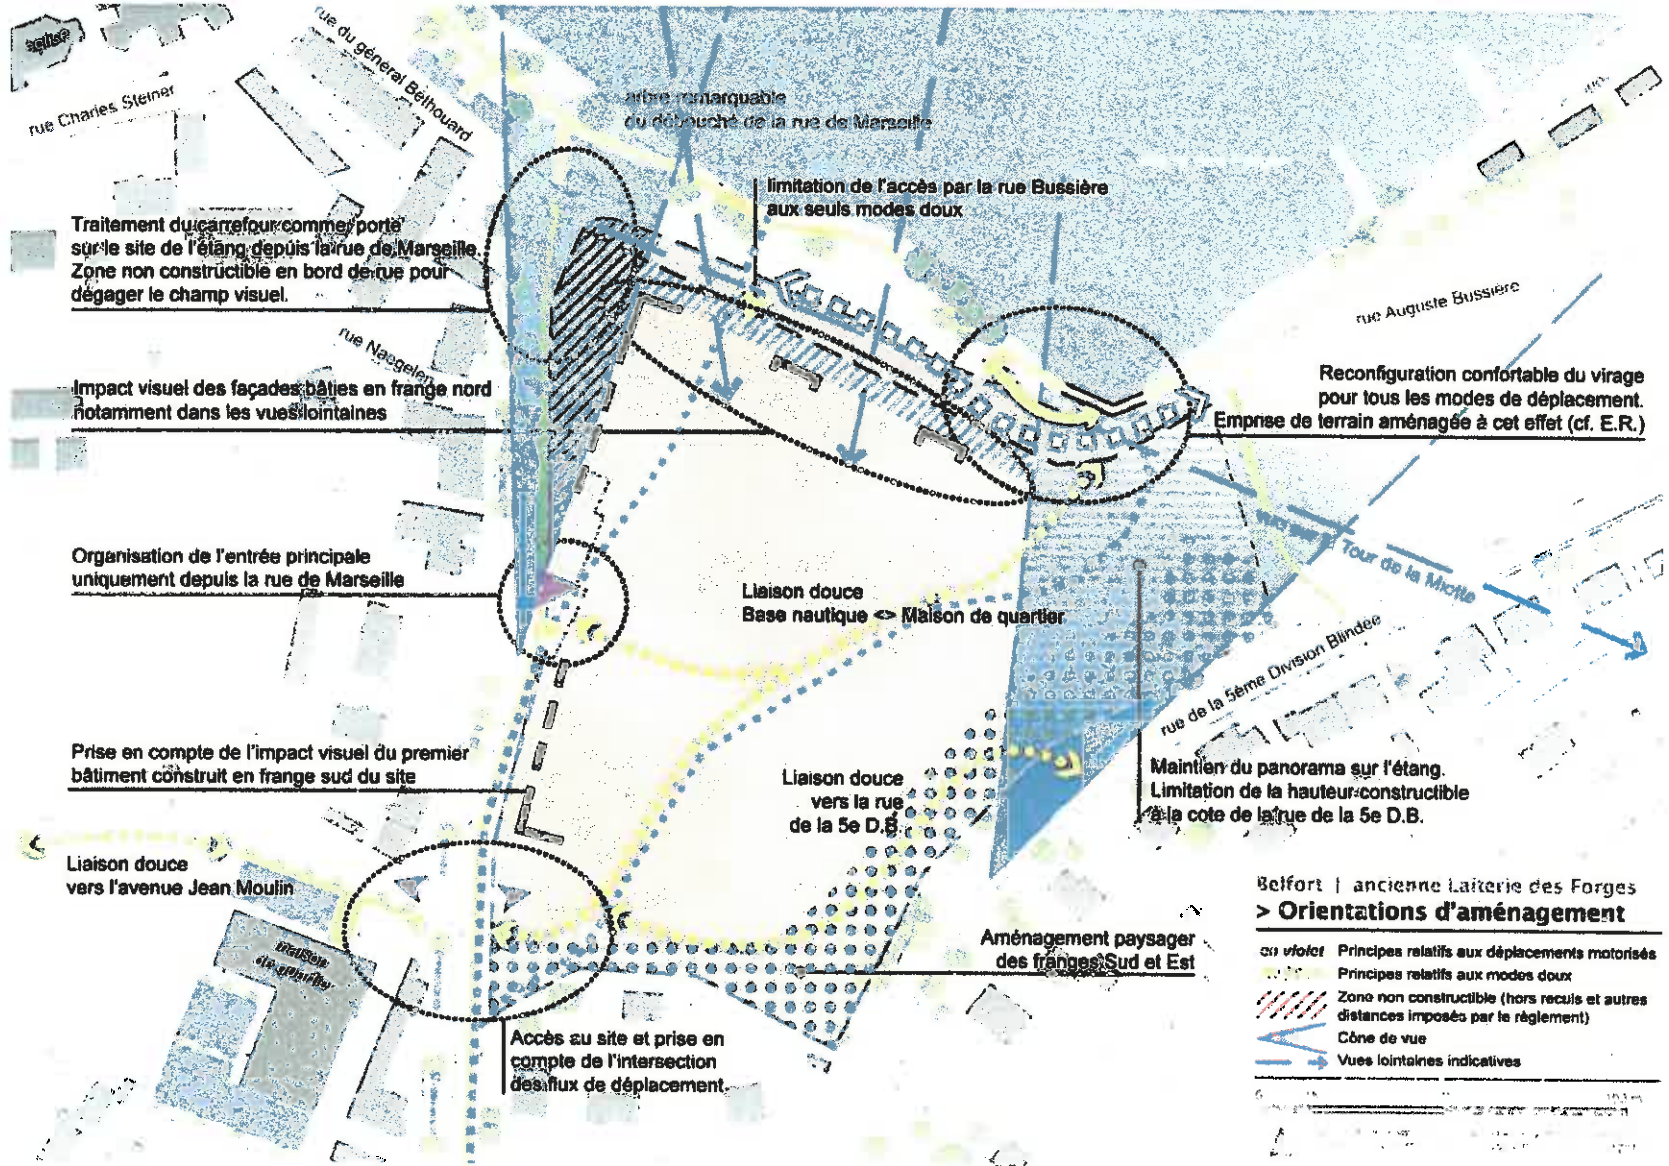 église
rue Charles Steiner
rue du général Béthouard
arbre remarquable
du débouché de la rue de Marseille
limitation de l'accès par la rue Bussière
aux seuls modes doux
Traitement du carrefour comme porte
sur le site de l'étang depuis la rue de Marseille.
Zone non constructible en bord de rue pour
dégager le champ visuel.
rue Naegelen
rue Auguste Bussière
Impact visuel des façades bâties en frange nord
notamment dans les vues lointaines
Reconfiguration confortable du virage
pour tous les modes de déplacement.
Emprise de terrain aménagée à cet effet (cf. E.R.)
Tour de la Miotte
Organisation de l'entrée principale
uniquement depuis la rue de Marseille
Liaison douce
Base nautique <> Maison de quartier
rue de la 5ème Division Blindée
Prise en compte de l'impact visuel du premier
bâtiment construit en frange sud du site
Liaison douce
vers la rue
de la 5e D.B.
Maintien du panorama sur l'étang.
Limitation de la hauteur constructible
à la cote de la rue de la 5e D.B.
Liaison douce
vers l'avenue Jean Moulin
maison
de quartier
Aménagement paysager
des franges Sud et Est
Accès au site et prise en
compte de l'intersection
des flux de déplacement.
Belfort | ancienne Laiterie des Forges
> Orientations d'aménagement
en violet Principes relatifs aux déplacements motorisés
Principes relatifs aux modes doux
Zone non constructible (hors reculs et autres
distances imposés par le règlement)
Cône de vue
Vues lointaines indicatives